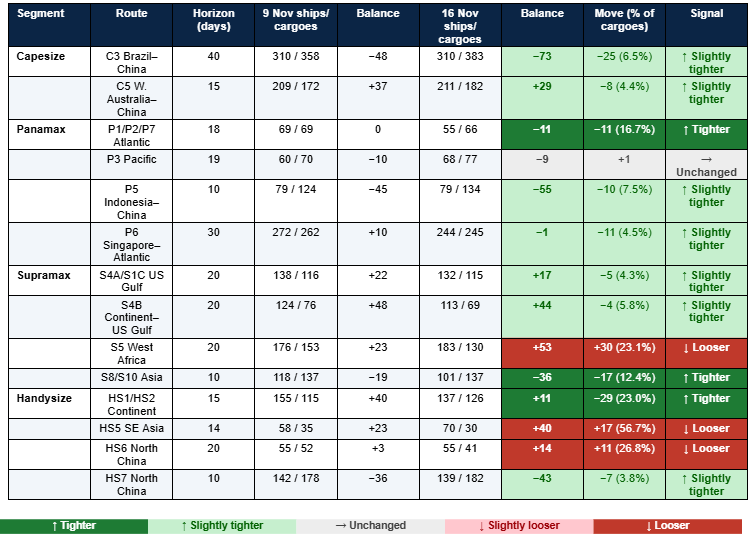 Segment Route Horizon (days) 9 Nov ships/ cargoes Balance 16 Nov ships/ cargoes Balance Move (% of cargoes) Signal
Capesize C3 Brazil–China 40 310 / 358 −48 310 / 383 −73 −25 (6.5%) ↑ Slightly tighter
C5 W. Australia–China 15 209 / 172 +37 211 / 182 +29 −8 (4.4%) ↑ Slightly tighter
Panamax P1/P2/P7 Atlantic 18 69 / 69 0 55 / 66 −11 −11 (16.7%) ↑ Tighter
P3 Pacific 19 60 / 70 −10 68 / 77 −9 +1 → Unchanged
P5 Indonesia–China 10 79 / 124 −45 79 / 134 −55 −10 (7.5%) ↑ Slightly tighter
P6 Singapore–Atlantic 30 272 / 262 +10 244 / 245 −1 −11 (4.5%) ↑ Slightly tighter
Supramax S4A/S1C US Gulf 20 138 / 116 +22 132 / 115 +17 −5 (4.3%) ↑ Slightly tighter
S4B Continent–US Gulf 20 124 / 76 +48 113 / 69 +44 −4 (5.8%) ↑ Slightly tighter
S5 West Africa 20 176 / 153 +23 183 / 130 +53 +30 (23.1%) ↓ Looser
S8/S10 Asia 10 118 / 137 −19 101 / 137 −36 −17 (12.4%) ↑ Tighter
Handysize HS1/HS2 Continent 15 155 / 115 +40 137 / 126 +11 −29 (23.0%) ↑ Tighter
HS5 SE Asia 14 58 / 35 +23 70 / 30 +40 +17 (56.7%) ↓ Looser
HS6 North China 20 55 / 52 +3 55 / 41 +14 +11 (26.8%) ↓ Looser
HS7 North China 10 142 / 178 −36 139 / 182 −43 −7 (3.8%) ↑ Slightly tighter
↑ Tighter ↑ Slightly tighter → Unchanged ↓ Slightly looser ↓ Looser